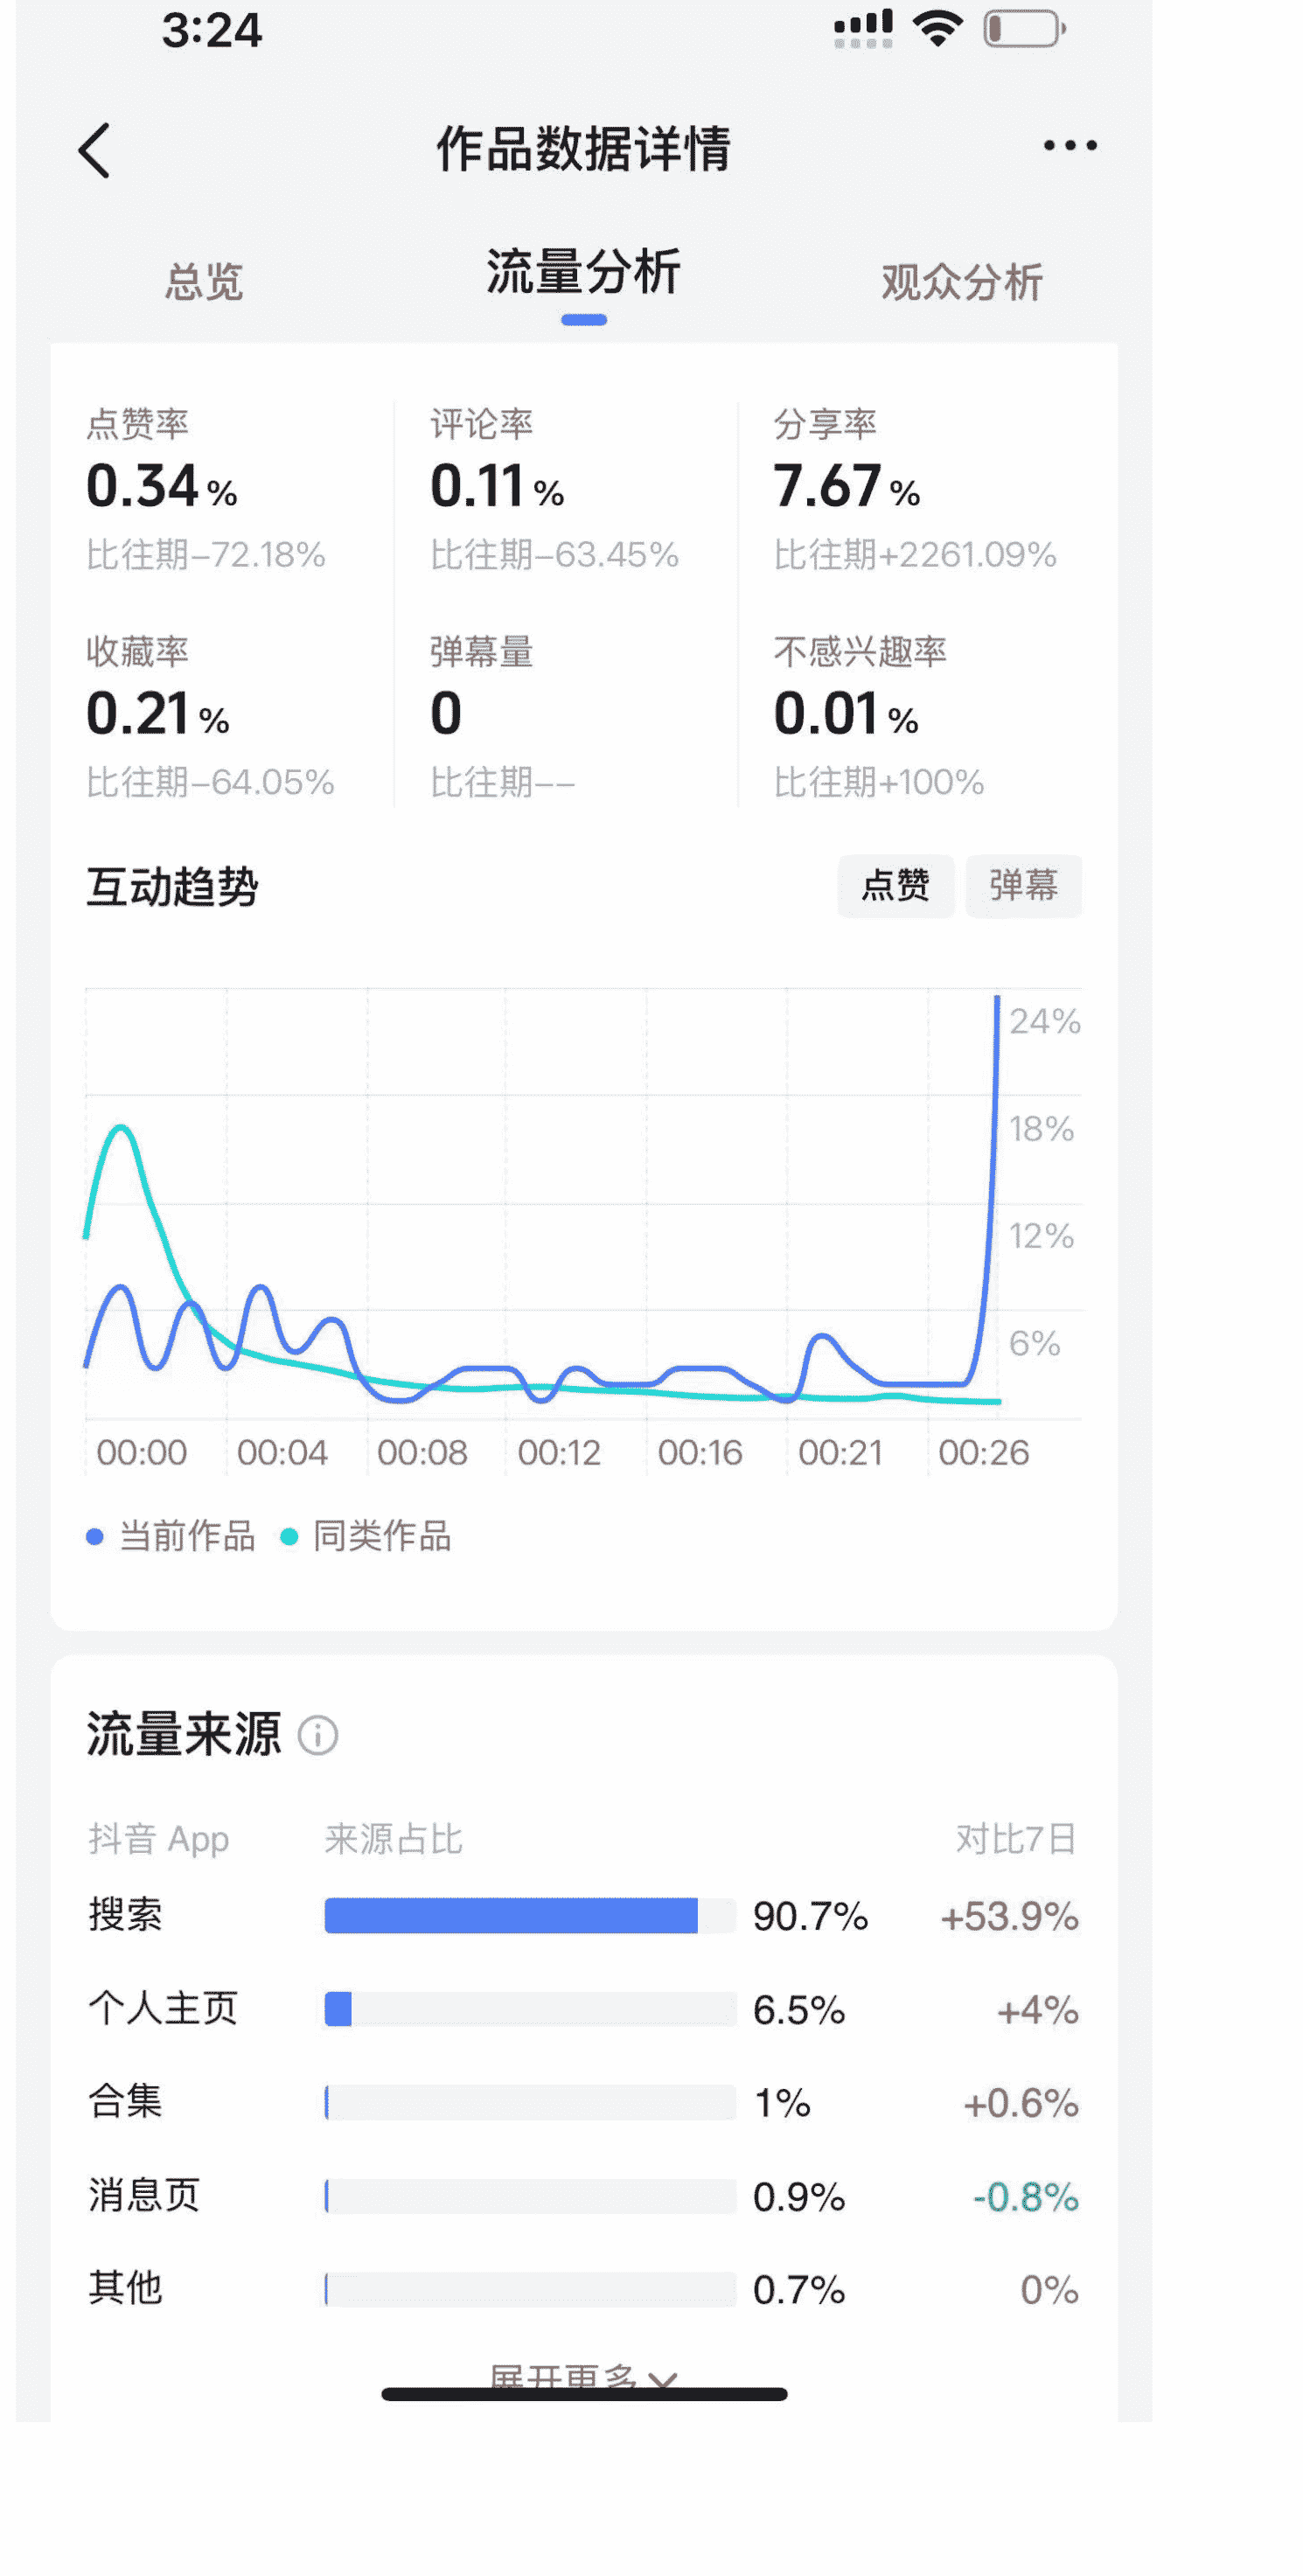 3:24
作品数据详情
总览 流量分析 观众分析
点赞率 评论率 分享率
0.34% 0.11% 7.67%
比往期-72.18% 比往期-63.45% 比往期+2261.09%
收藏率 弹幕量 不感兴趣率
0.21% 0 0.01%
比往期-64.05% 比往期-- 比往期+100%
互动趋势 点赞 弹幕
24%
18%
12%
6%
00:00 00:04 00:08 00:12 00:16 00:21 00:26
当前作品 同类作品
流量来源
抖音 App 来源占比 对比7日
搜索 90.7% +53.9%
个人主页 6.5% +4%
合集 1% +0.6%
消息页 0.9% -0.8%
其他 0.7% 0%
展开更多